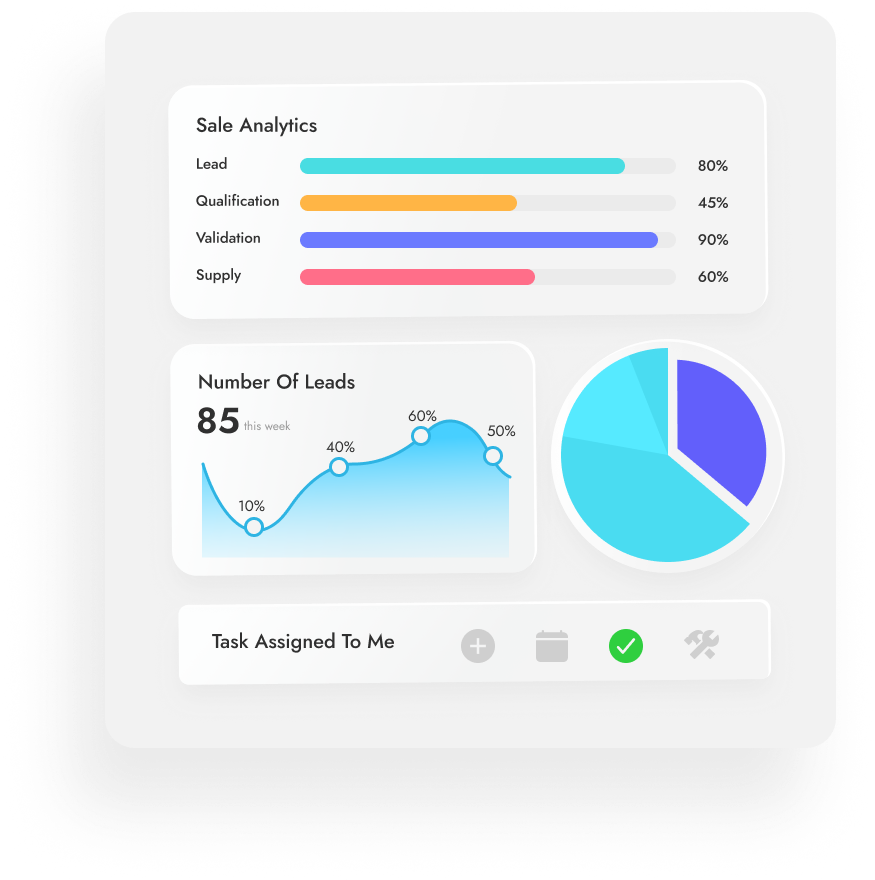 Sale Analytics
Lead 80%
Qualification 45%
Validation 90%
Supply 60%
Number Of Leads
85 this week
10%
40%
60%
50%
Task Assigned To Me